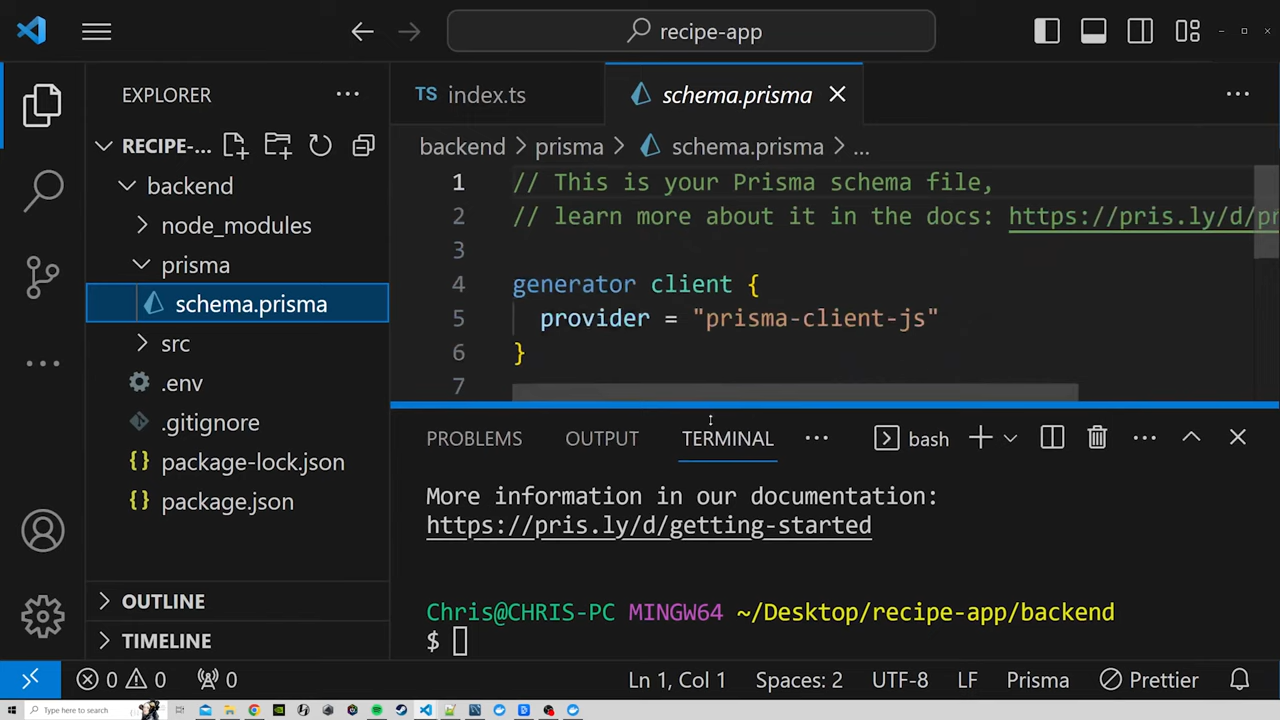 recipe-app
EXPLORER
TS index.ts
schema.prisma
RECIPE-...
backend > prisma > schema.prisma > ...
backend
node_modules
prisma
schema.prisma
src
.env
.gitignore
package-lock.json
package.json
OUTLINE
TIMELINE
1 // This is your Prisma schema file,
2 // learn more about it in the docs: https://pris.ly/d/pr
3
4 generator client {
5 provider = "prisma-client-js"
6 }
7
PROBLEMS OUTPUT TERMINAL ... bash
More information in our documentation:
https://pris.ly/d/getting-started
Chris@CHRIS-PC MINGW64 ~/Desktop/recipe-app/backend
$
0 0 0 Ln 1, Col 1 Spaces: 2 UTF-8 LF Prisma Prettier
Type here to search